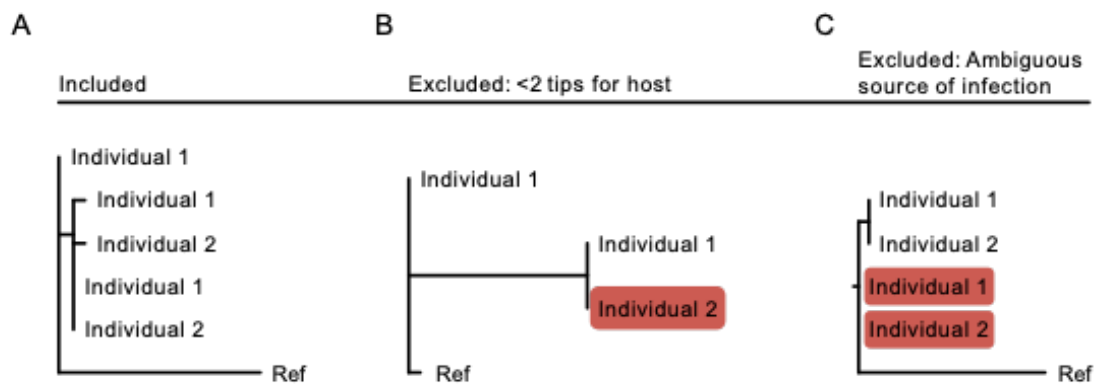 A
B
C
Included
Excluded: <2 tips for host
Excluded: Ambiguous
source of infection
Individual 1
Individual 1
Individual 2
Individual 1
Individual 2
Ref
Individual 1
Individual 1
Individual 2
Ref
Individual 1
Individual 2
Individual 1
Individual 2
Ref